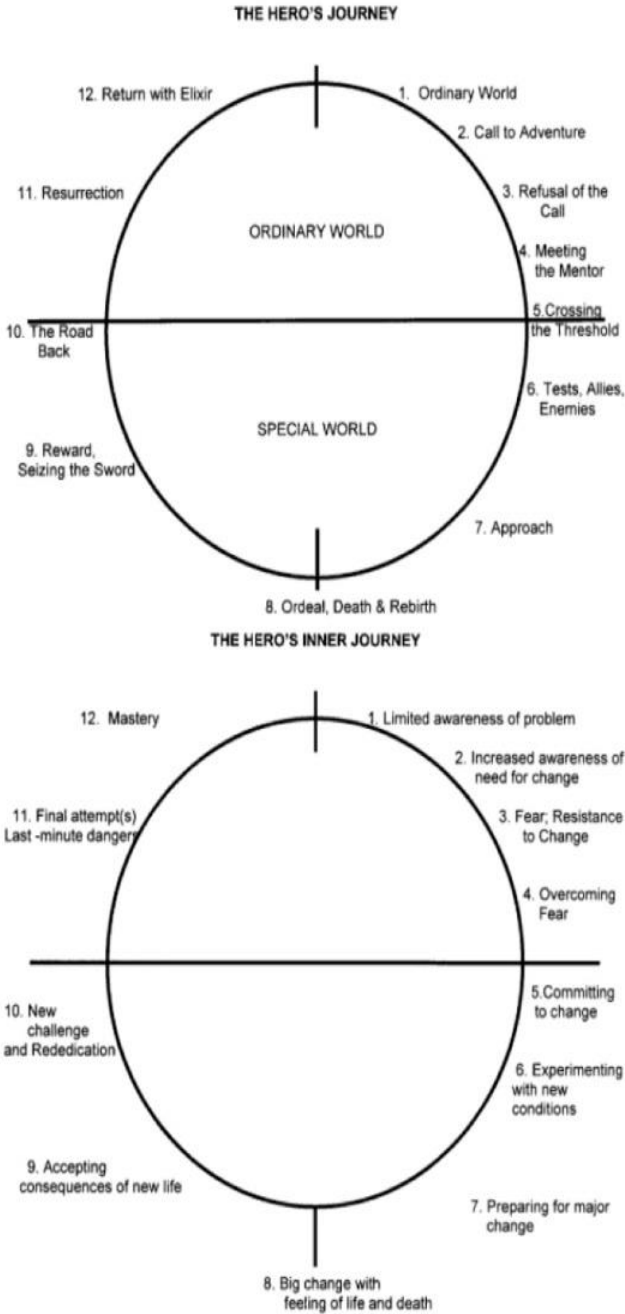 THE HERO'S JOURNEY
12. Return with Elixir
1. Ordinary World
2. Call to Adventure
11. Resurrection
3. Refusal of the
Call
ORDINARY WORLD
4. Meeting
the Mentor
5.Crossing
the Threshold
10. The Road
Back
6. Tests, Allies,
Enemies
SPECIAL WORLD
9. Reward,
Seizing the Sword
7. Approach
8. Ordeal, Death & Rebirth
THE HERO'S INNER JOURNEY
12. Mastery
1. Limited awareness of problem
2. Increased awareness of
need for change
11. Final attempt(s)
Last -minute dangers
3. Fear; Resistance
to Change
4. Overcoming
Fear
5.Committing
to change
10. New
challenge
and Rededication
6. Experimenting
with new
conditions
9. Accepting
consequences of new life
7. Preparing for major
change
8. Big change with
feeling of life and death